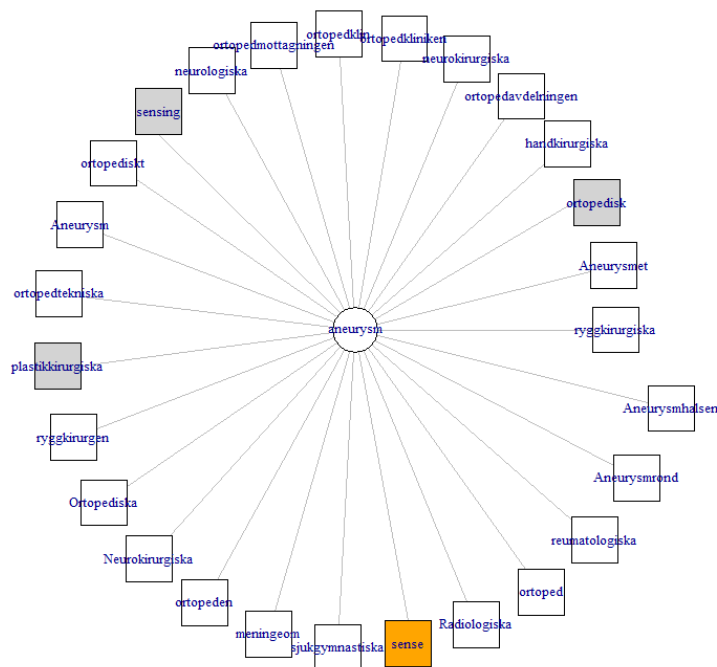 ortopedklin
ortopedkliniken
ortopedmottagningen
neurokirurgiska
neurologiska
ortopedavdelningen
sensing
handkirurgiska
ortopediskt
ortopedisk
Aneurysm
Aneurysmet
ortopedtekniska
aneurysm
ryggkirurgiska
plastikkirurgiska
Aneurysmhalsen
ryggkirurgen
Aneurysmrond
Ortopediska
reumatologiska
Neurokirurgiska
ortopeden
ortoped
meningeom
Radiologiska
sjukgymnastiska
sense